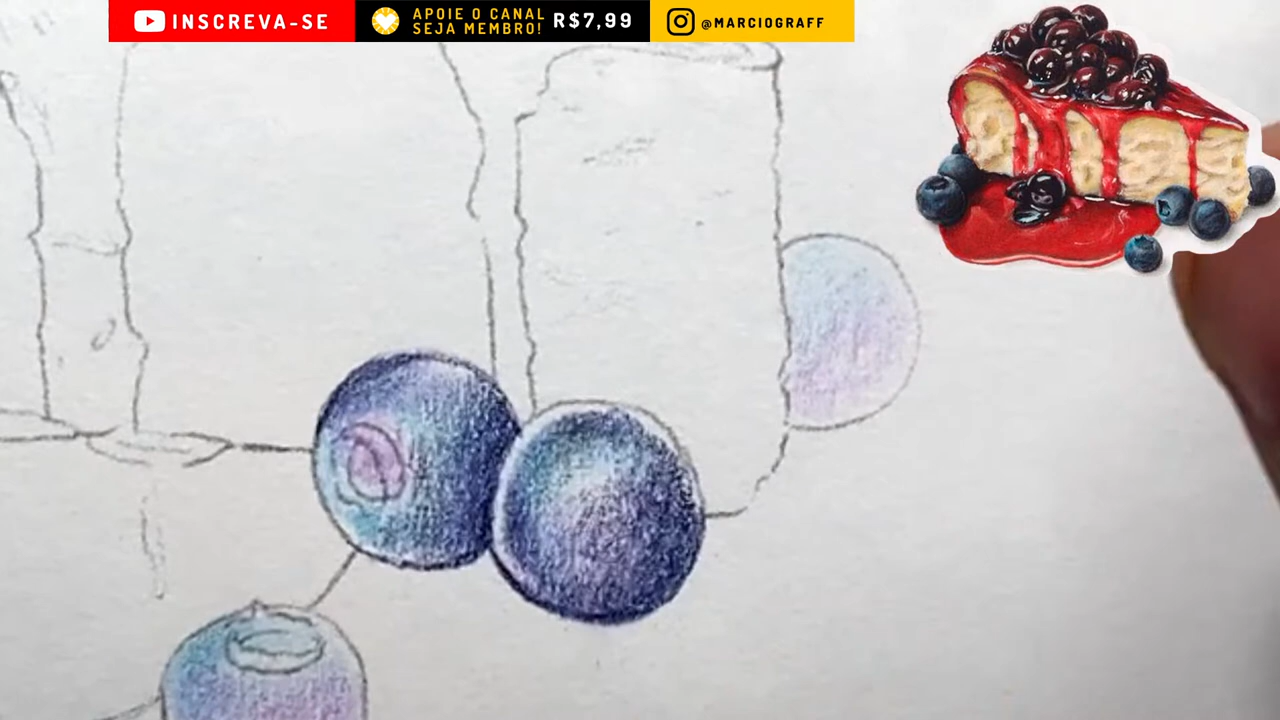 INSCREVA-SE
APOIE O CANAL
SEJA MEMBRO!
R$7,99
@MARCIOGRAFF